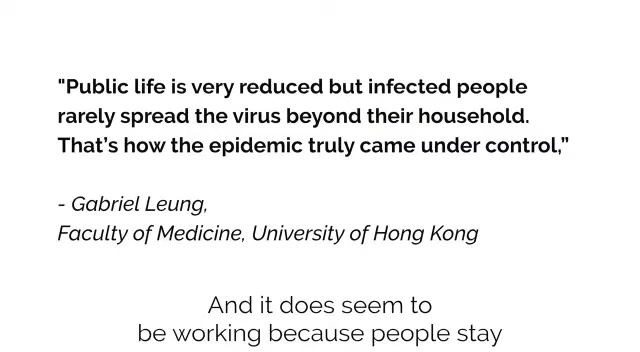 "Public life is very reduced but infected people
rarely spread the virus beyond their household.
That's how the epidemic truly came under control,”
- Gabriel Leung,
Faculty of Medicine, University of Hong Kong
And it does seem to
be working because people stay